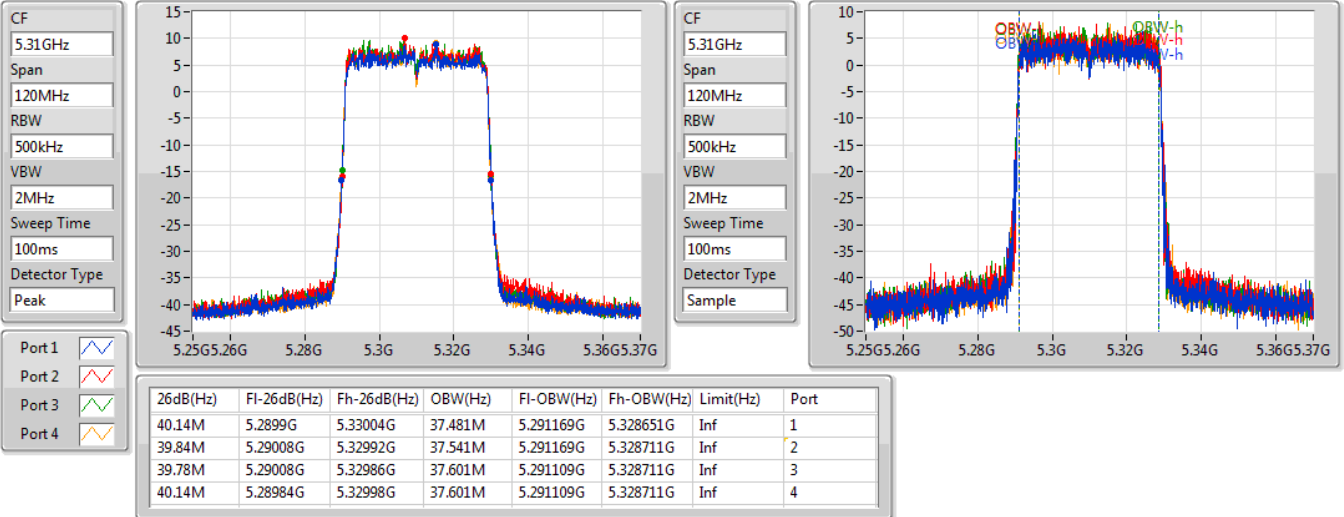 CF
5.31GHz
Span
120MHz
RBW
500kHz
VBW
2MHz
Sweep Time
100ms
Detector Type
Peak
15
10
5
0
-5
-10
-15
-20
-25
-30
-35
-40
-45
5.25G 5.26G 5.28G 5.3G 5.32G 5.34G 5.36G 5.37G
CF
5.31GHz
Span
120MHz
RBW
500kHz
VBW
2MHz
Sweep Time
100ms
Detector Type
Sample
10
5
0
-5
-10
-15
-20
-25
-30
-35
-40
-45
-50
OBW-h
5.25G 5.26G 5.28G 5.3G 5.32G 5.34G 5.36G 5.37G
Port 1
Port 2
Port 3
Port 4
26dB(Hz) Fl-26dB(Hz) Fh-26dB(Hz) OBW(Hz) Fl-OBW(Hz) Fh-OBW(Hz) Limit(Hz) Port
40.14M 5.2899G 5.33004G 37.481M 5.291169G 5.328651G Inf 1
39.84M 5.29008G 5.32992G 37.541M 5.291169G 5.328711G Inf 2
39.78M 5.29008G 5.32986G 37.601M 5.291109G 5.328711G Inf 3
40.14M 5.28984G 5.32998G 37.601M 5.291109G 5.328711G Inf 4